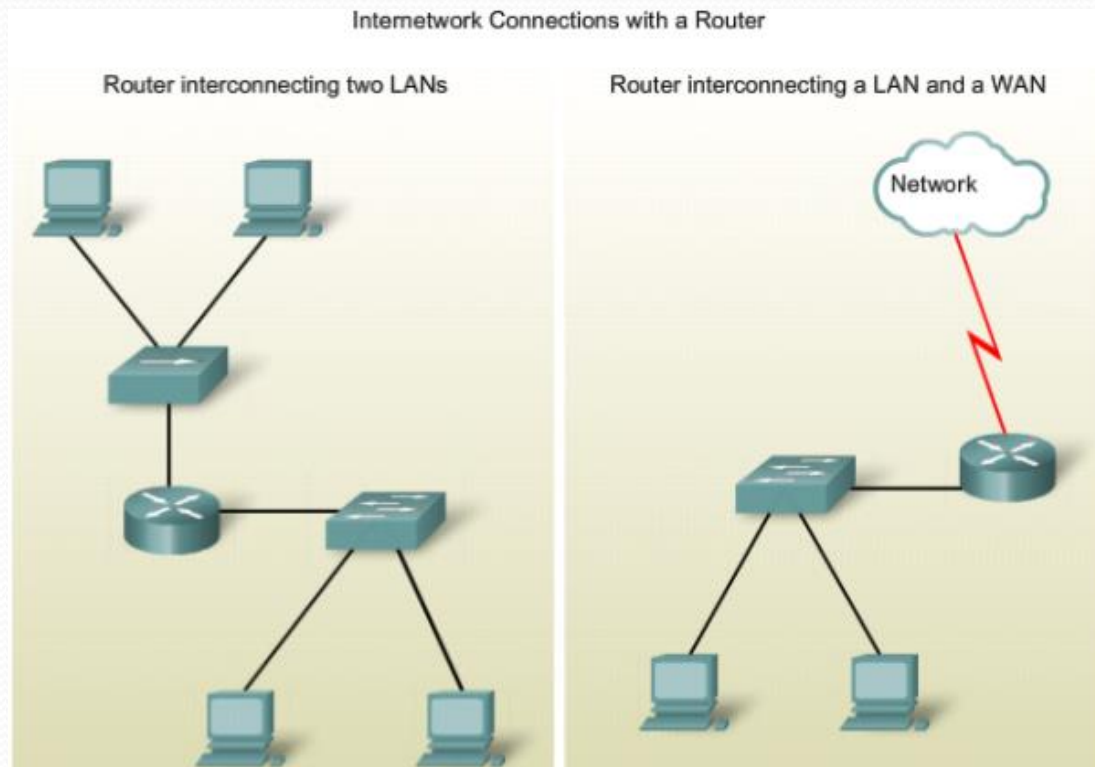 Internetwork Connections with a Router
Router interconnecting two LANs
Router interconnecting a LAN and a WAN
Network